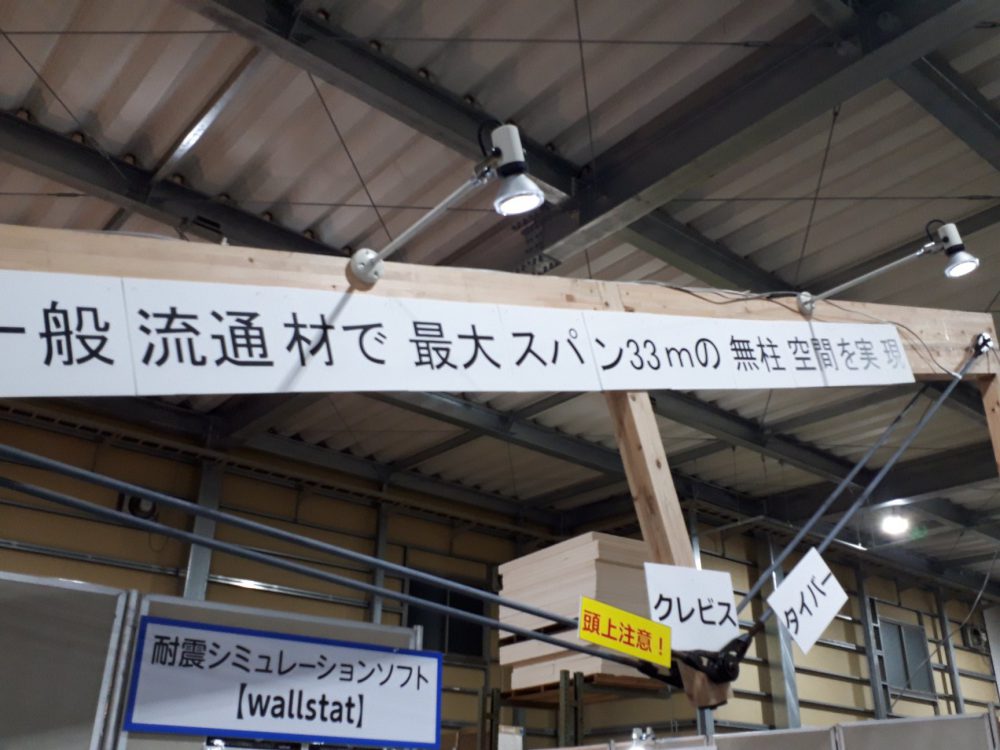 一般流通材で最大スパン33mの無柱空間を実現
クレビス
タイバー
頭上注意!
耐震シミュレーションソフト
【wallstat】